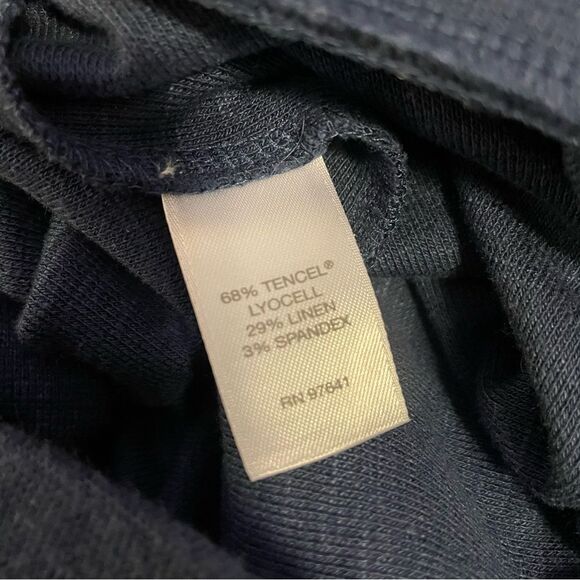 68% TENCEL®
LYOCELL
29% LINEN
3% SPANDEX
RN 97641